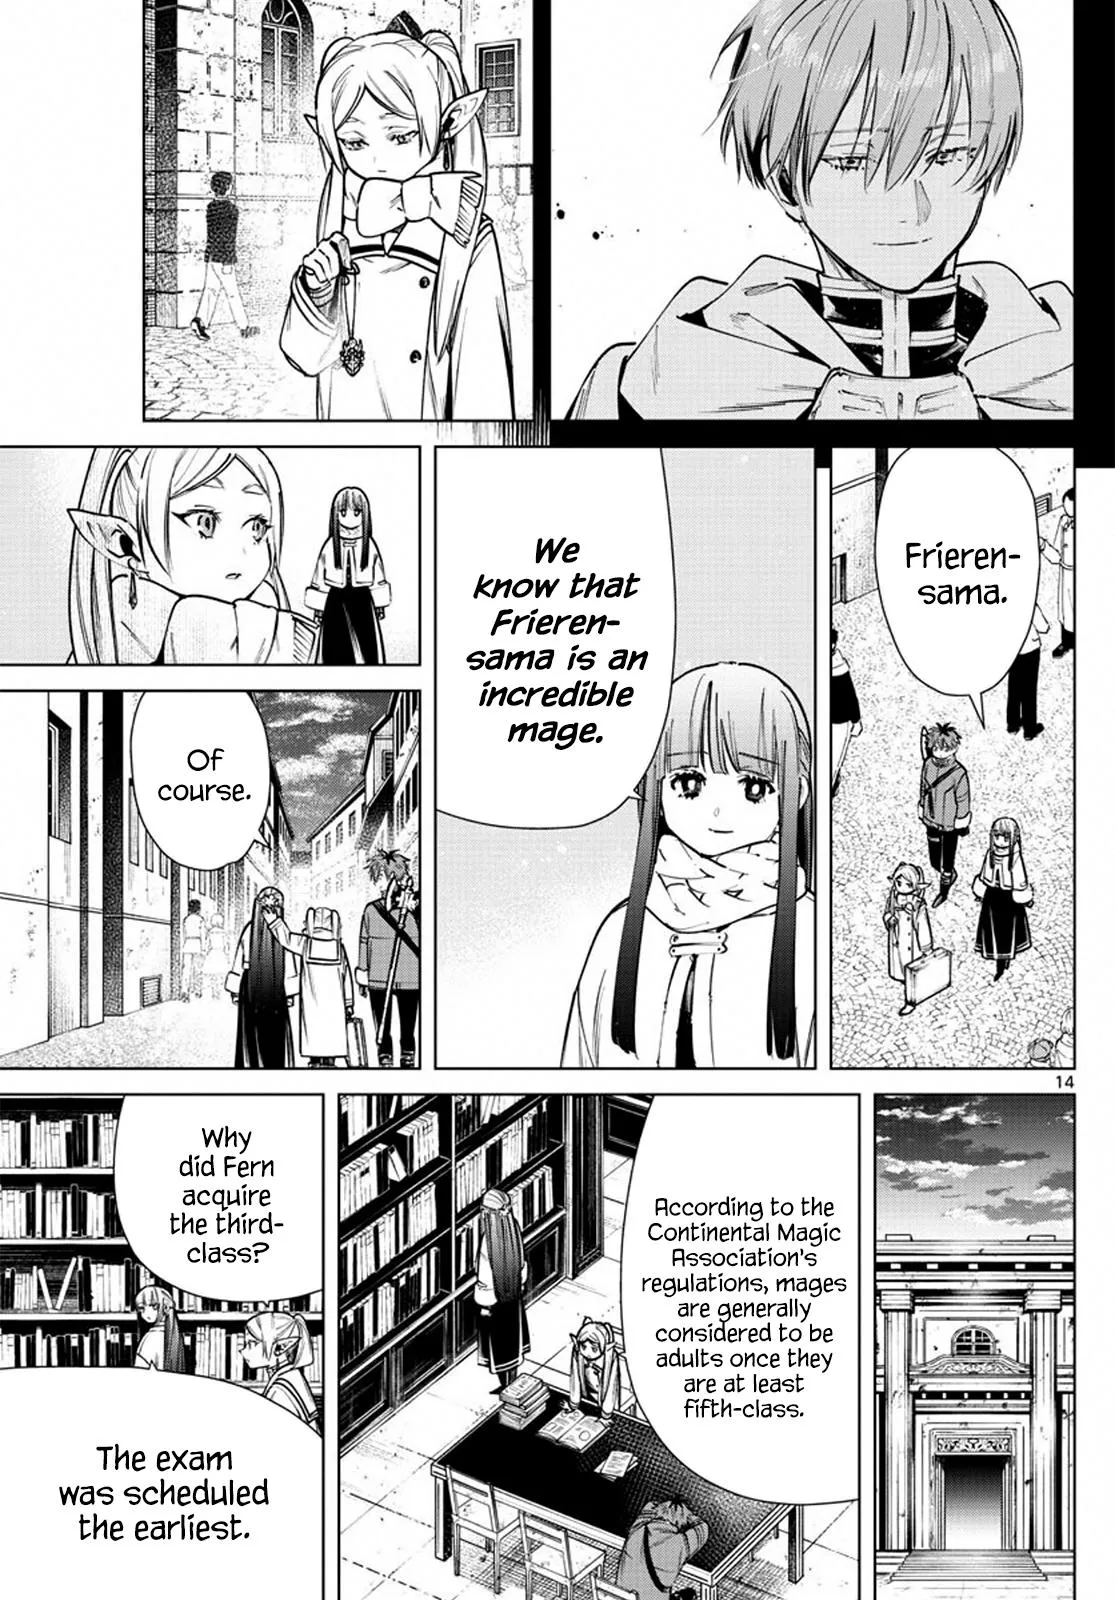 Frieren-
sama.
We
know that
Frieren-
sama is an
incredible
mage.
Of
course.
14
According to the
Continental Magic
Association's
regulations, mages
are generally
considered to be
adults once they
are at least
fifth-class.
Why
did Fern
acquire
the third-
class?
The exam
was scheduled
the earliest.